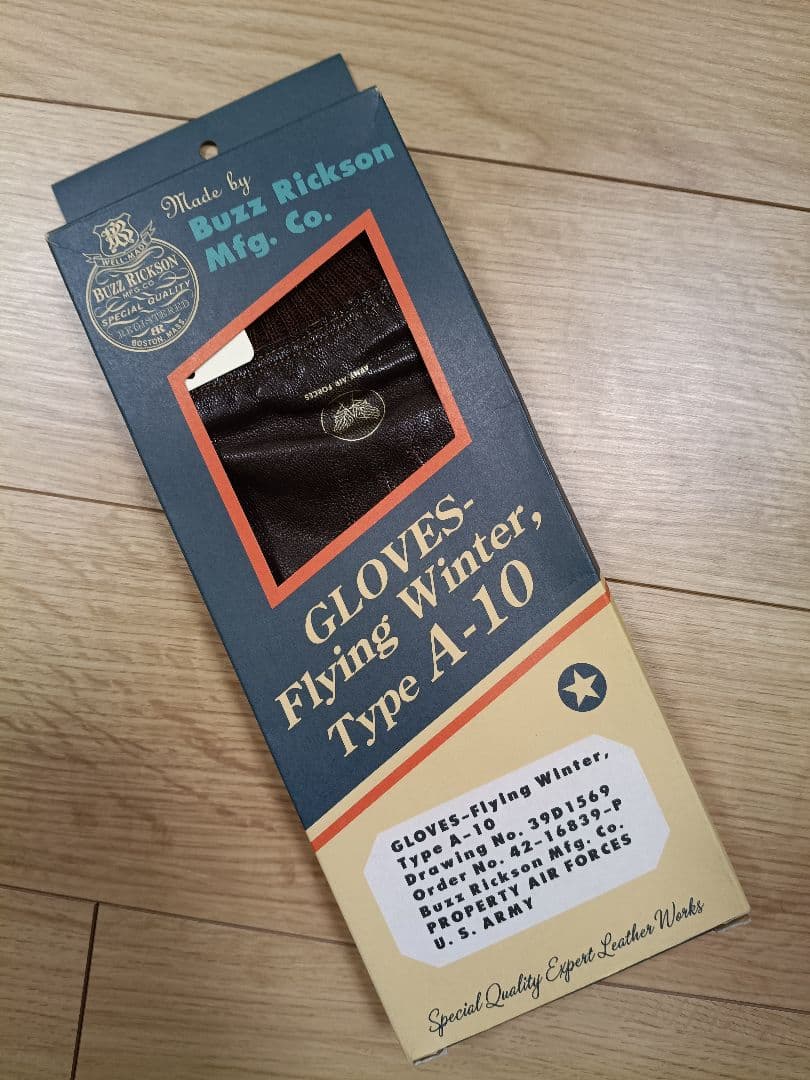 Made by
Buzz Rickson
Mfg. Co.
BR
WELL-MADE
BUZZ RICKSON
MFG. CO
SPECIAL QUALITY
REGISTERED
BR
BOSTON, MASS.
ARMY AIR FORCES
GLOVES-
Flying Winter,
Type A-10
GLOVES-Flying Winter,
Type A-10
Drawing No. 39D1569
Order No. 42-16839-P
Buzz Rickson Mfg. Co.
PROPERTY AIR FORCES
U. S. ARMY
Special Quality Expert Leather Works